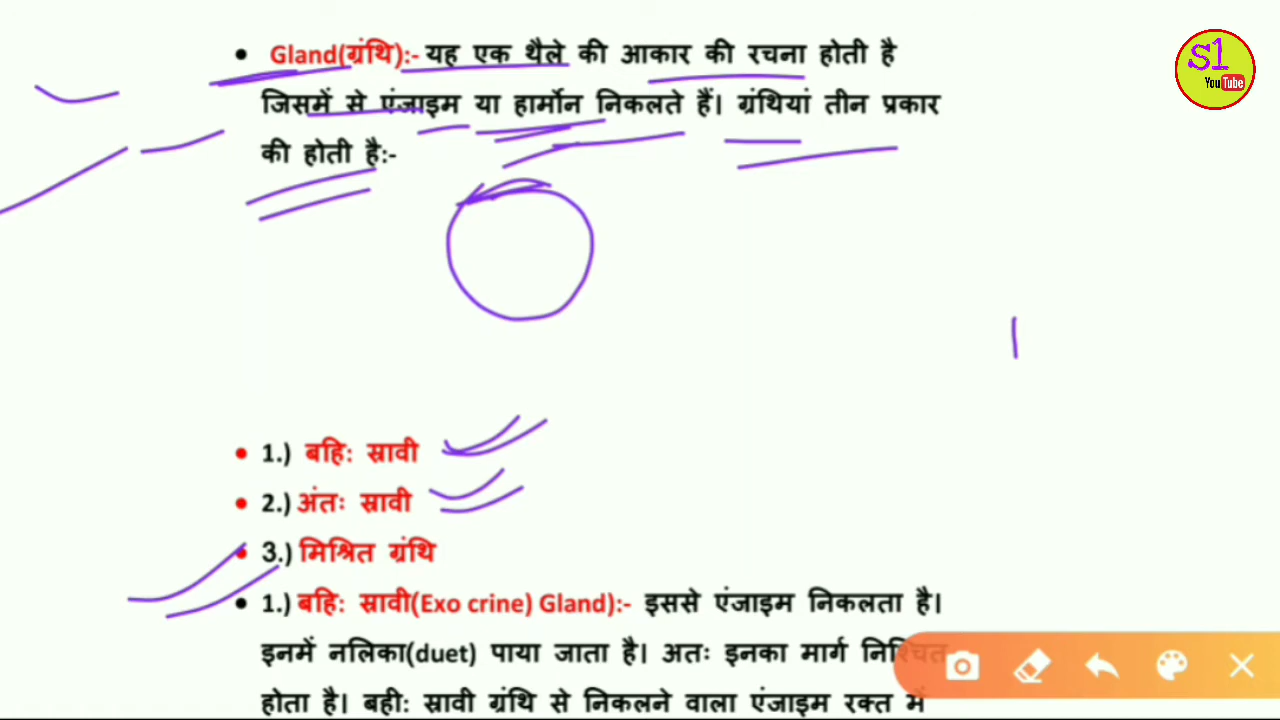 • Gland(ग्रंथि):- यह एक थैले की आकार की रचना होती है
जिसमें से एंजाइम या हार्मोन निकलते हैं। ग्रंथियां तीन प्रकार
की होती है:-
• 1.) बहि: स्रावी
• 2.) अंतः स्रावी
• 3.) मिश्रित ग्रंथि
• 1.) बहि: स्रावी(Exo crine) Gland):- इससे एंजाइम निकलता है।
इनमें नलिका(duet) पाया जाता है। अतः इनका मार्ग निश्चित
होता है। बही: स्रावी ग्रंथि से निकलने वाला एंजाइम रक्त में
S1
YouTube